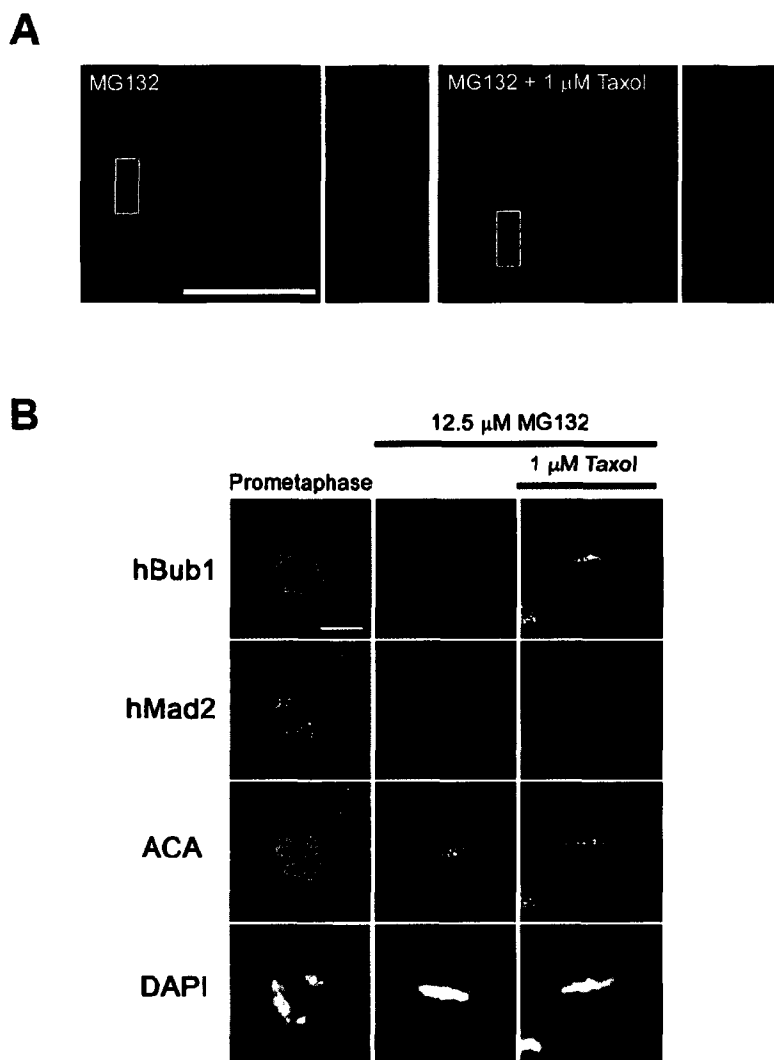 A
MG132
MG132 + 1 µM Taxol
B
12.5 µM MG132
1 µM Taxol
Prometaphase
hBub1
hMad2
ACA
DAPI